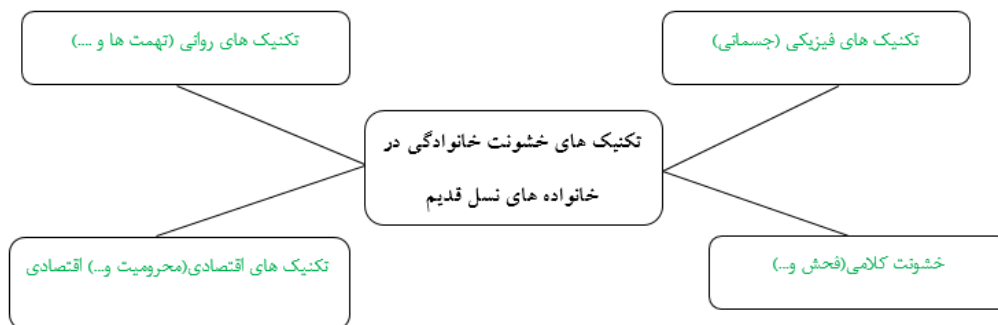 تکنیک های فیزیکی (جسمانی)
تکنیک های روانی (تهمت ها و ....)
تکنیک های خشونت خانوادگی در
خانواده های نسل قدیم
خشونت کلامی(فحش و...)
تکنیک های اقتصادی(محرومیت و...) اقتصادی